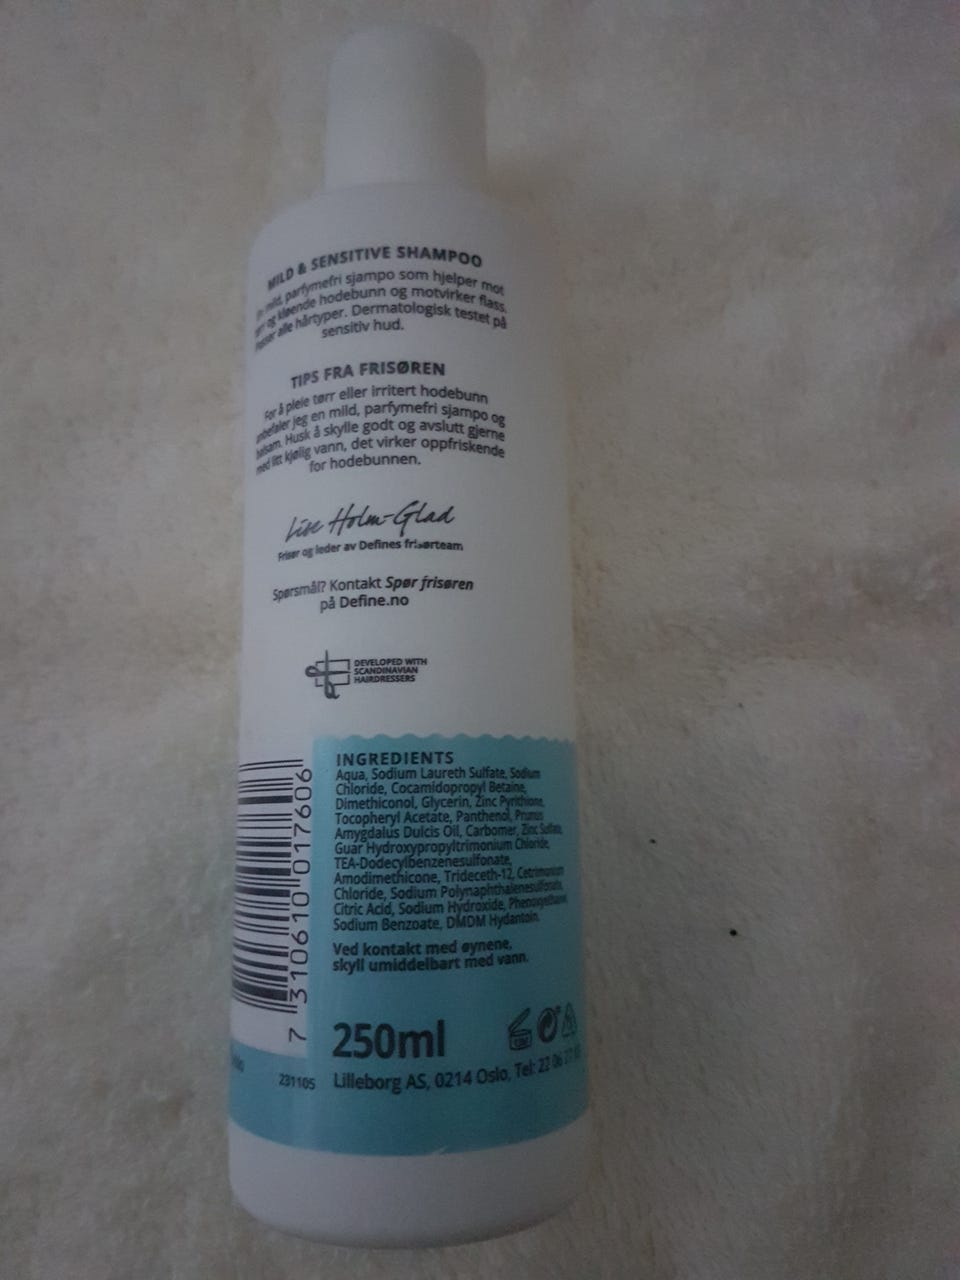 MILD & SENSITIVE SHAMPOO
mild, parfymefri sjampo som hjelper mot
og kløende hodebunn og motvirker flass.
Passer alle hårtyper. Dermatologisk testet på
sensitiv hud.
TIPS FRA FRISØREN
For å pleie tørr eller irritert hodebunn
anbefaler jeg en mild, parfymefri sjampo og
balsam. Husk å skylle godt og avslutt gjerne
med litt kjølig vann, det virker oppfriskende
for hodebunnen.
Lise Holm-Glad
Frisør og leder av Defines frisørteam
Spørsmål? Kontakt Spør frisøren
på Define.no
DEVELOPED WITH
SCANDINAVIAN
HAIRDRESSERS
INGREDIENTS
Aqua, Sodium Laureth Sulfate, Sodium
Chloride, Cocamidopropyl Betaine,
Dimethiconol, Glycerin, Zinc Pyrithione,
Tocopheryl Acetate, Panthenol, Prunus
Amygdalus Dulcis Oil, Carbomer, Zinc Sulfate,
Guar Hydroxypropyltrimonium Chloride,
TEA-Dodecylbenzenesulfonate,
Amodimethicone, Trideceth-12, Cetrimonium
Chloride, Sodium Polynaphthalenesulfonate,
Citric Acid, Sodium Hydroxide, Phenoxyethanol,
Sodium Benzoate, DMDM Hydantoin.
Ved kontakt med øynene,
skyll umiddelbart med vann.
7 310610 017606
250ml
12M
231105
Lilleborg AS, 0214 Oslo, Tel: 22